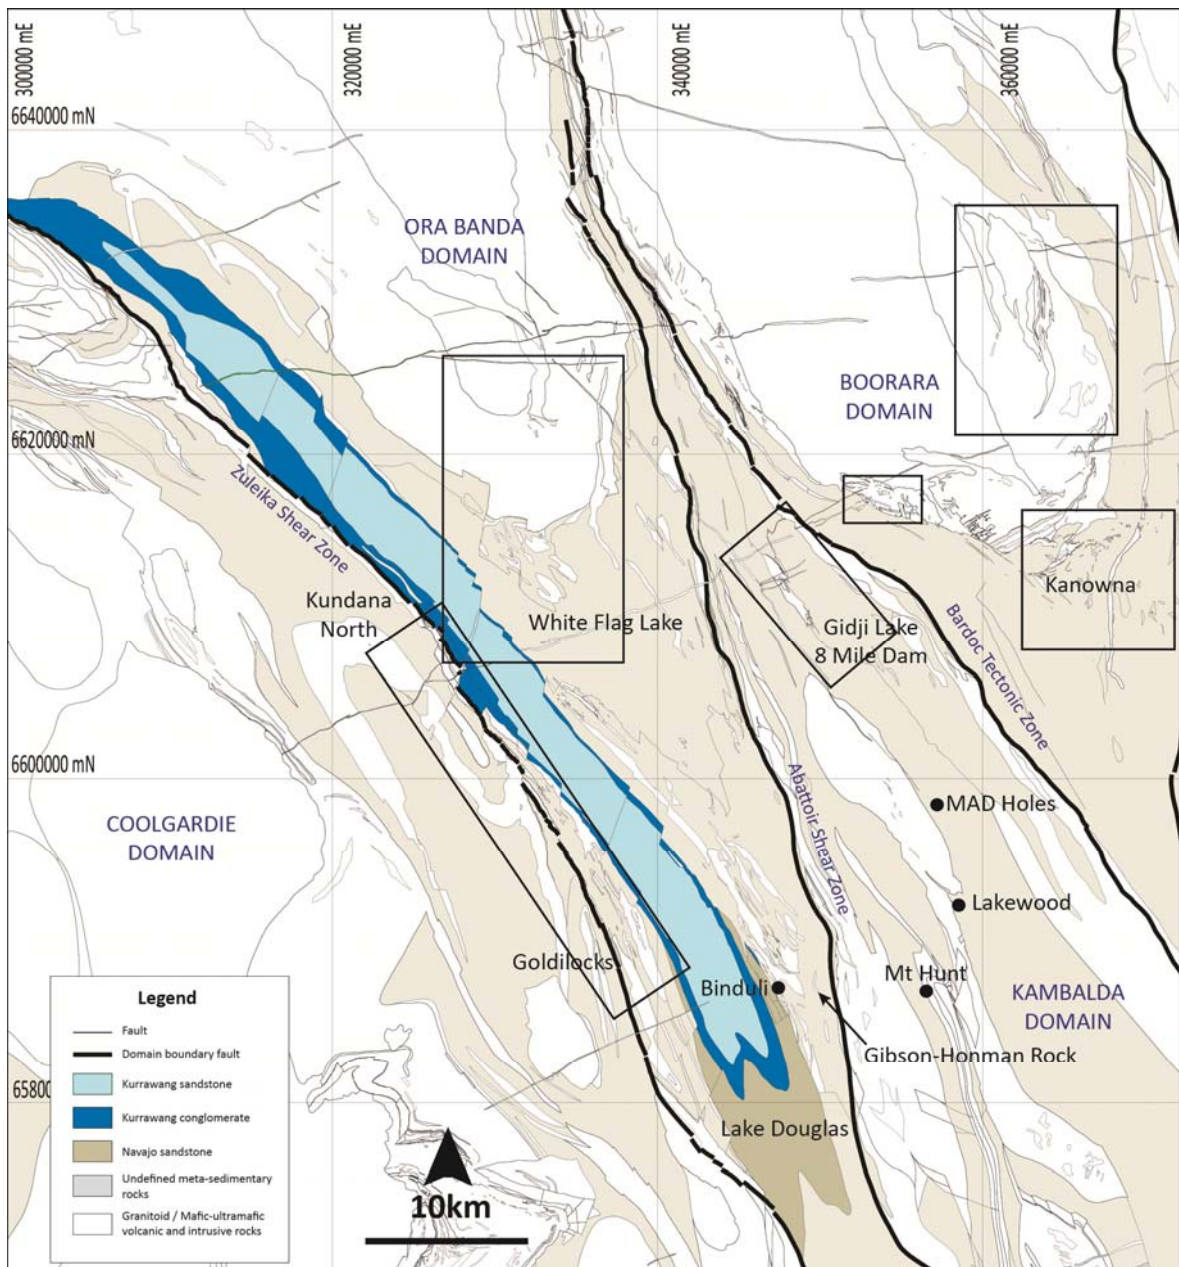 300000 mE
320000 mE
340000 mE
360000 mE
6640000 mN
ORA BANDA
DOMAIN
BOORARA
DOMAIN
6620000 mN
Zuleika Shear Zone
Kundana
North
White Flag Lake
Gidji Lake
8 Mile Dam
Kanowna
Bardoc Tectonic Zone
6600000 mN
COOLGARDIE
DOMAIN
Abattoir Shear Zone
MAD Holes
Lakewood
Goldilocks
Binduli
Mt Hunt
KAMBALDA
DOMAIN
Gibson-Honman Rock
65800
Lake Douglas
10km
Legend
Fault
Domain boundary fault
Kurrawang sandstone
Kurrawang conglomerate
Navajo sandstone
Undefined meta-sedimentary
rocks
Granitoid / Mafic-ultramafic
volcanic and intrusive rocks